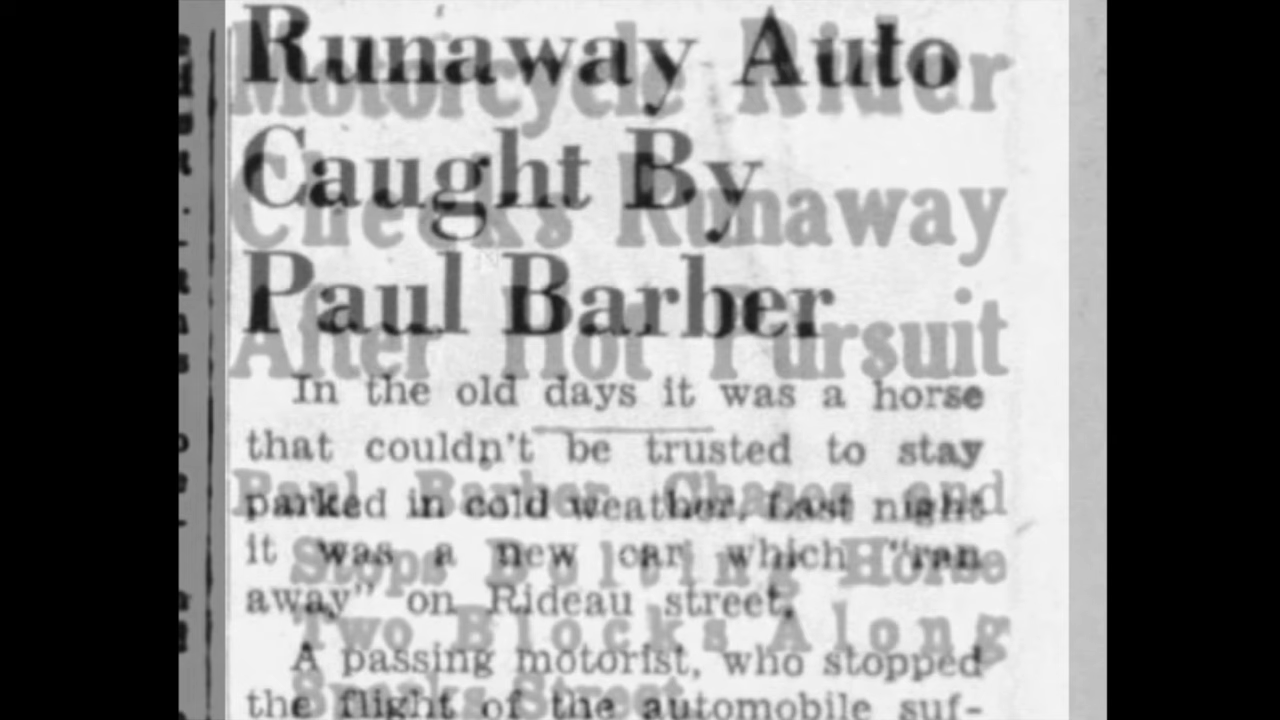 Runaway Auto
Caught By
Paul Barber
In the old days it was a horse
that couldn't be trusted to stay
parked in cold weather. Last night
it was a new car which "ran
away" on Rideau street.
A passing motorist, who stopped
the flight of the automobile suf-
Motorcycle Rider
Checks Runaway
After Hot Pursuit
Paul Barber Chases and
Stops Bolting Horse
Two Blocks Along
Sparks Street